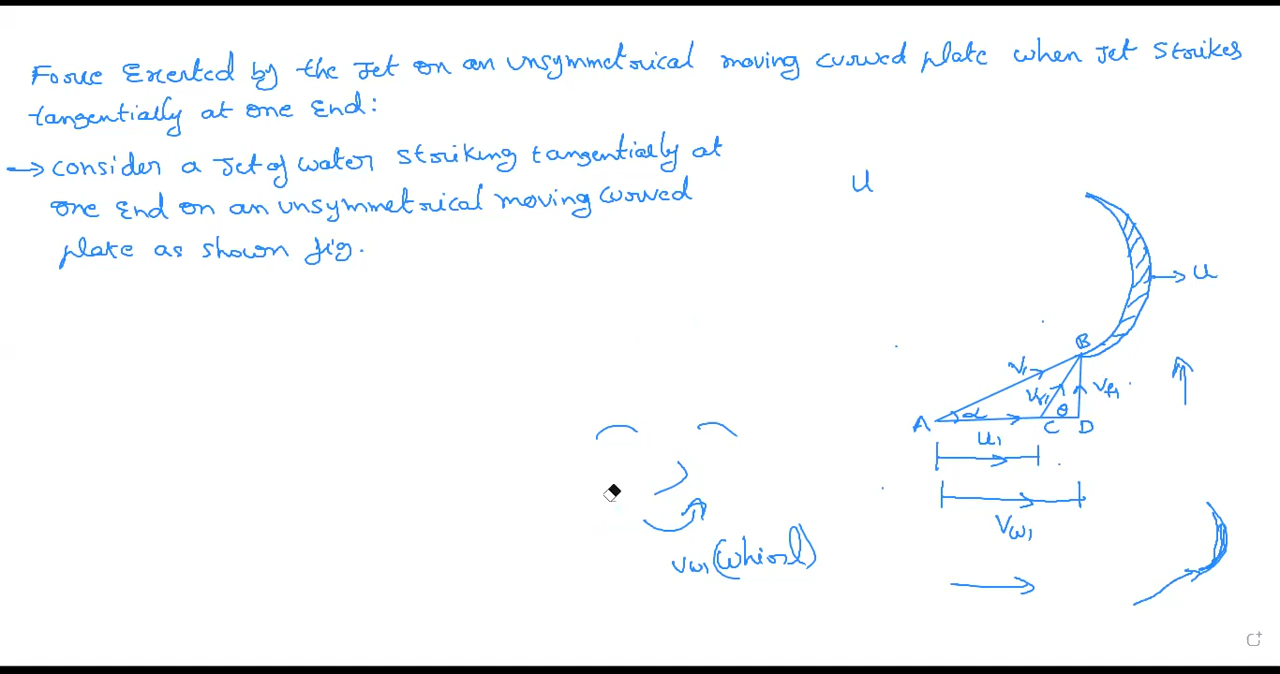 Force Exerted by the Jet on an unsymmetrical moving curved plate when Jet strikes
tangentially at one End:
→ consider a Jet of water striking tangentially at
one End on an unsymmetrical moving curved
plate as shown fig.
U
u
B
V₁
Vr₁
Vf₁
A
α
θ
C
D
u₁
Vω₁
Vω₁ (whirl)